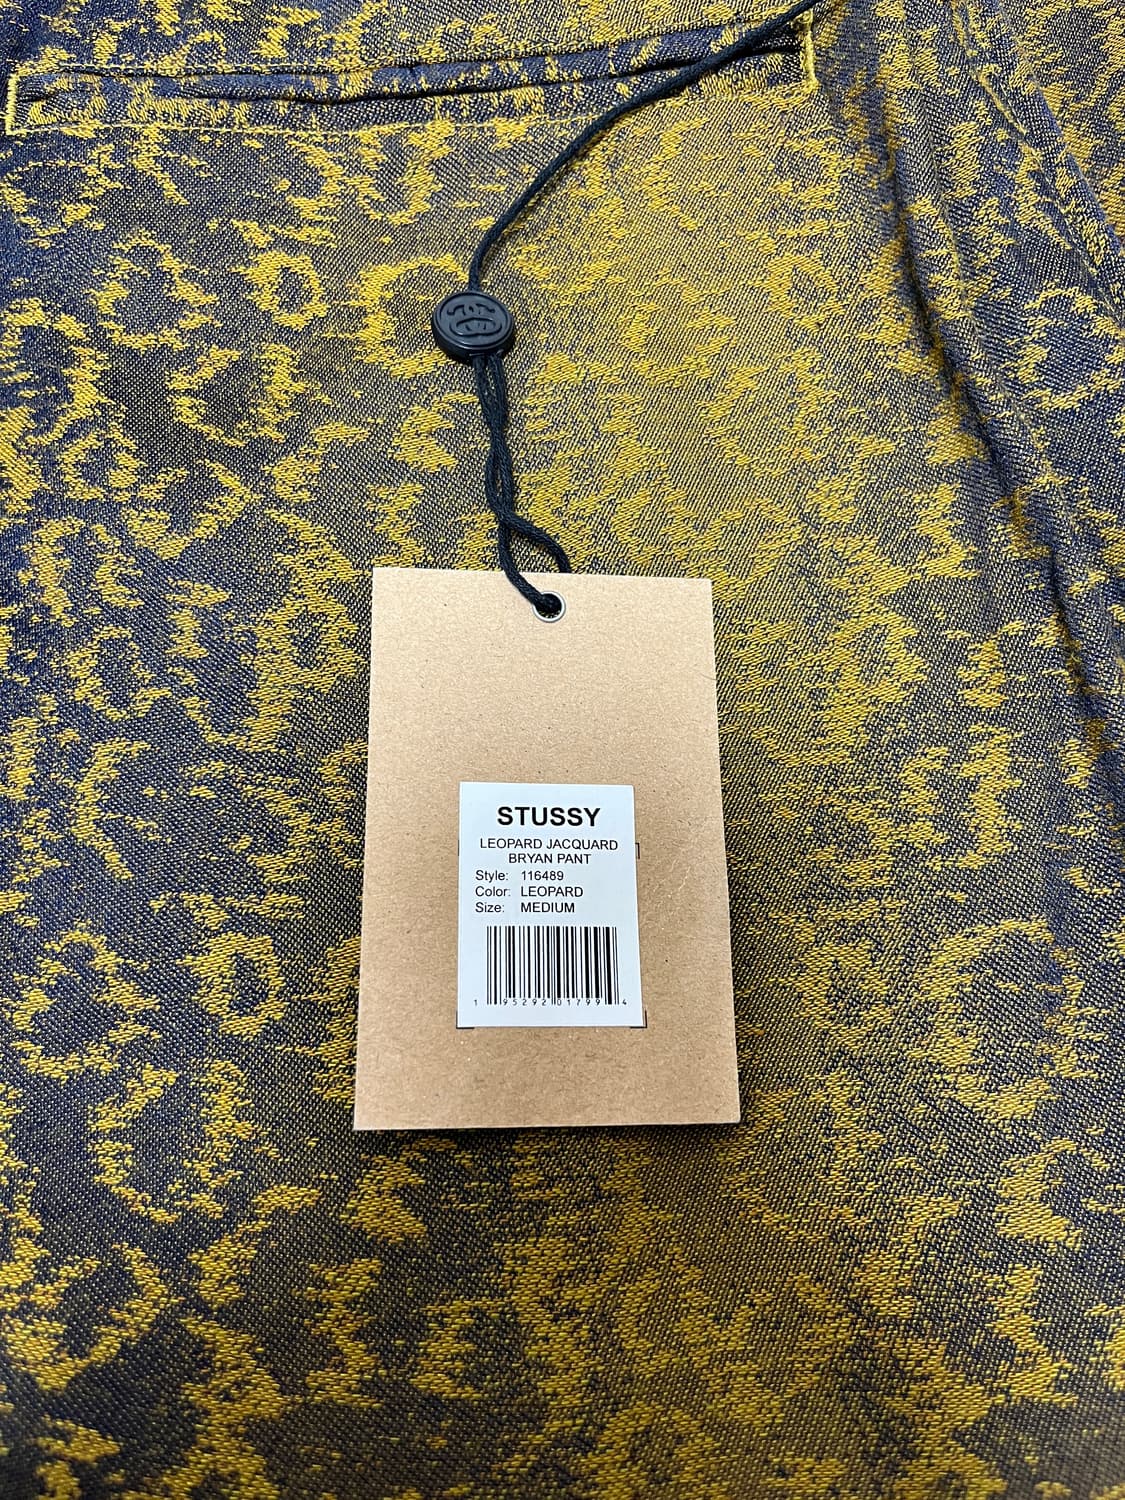 STUSSY
LEOPARD JACQUARD
BRYAN PANT
Style: 116489
Color: LEOPARD
Size: MEDIUM
1 95292 01799 4